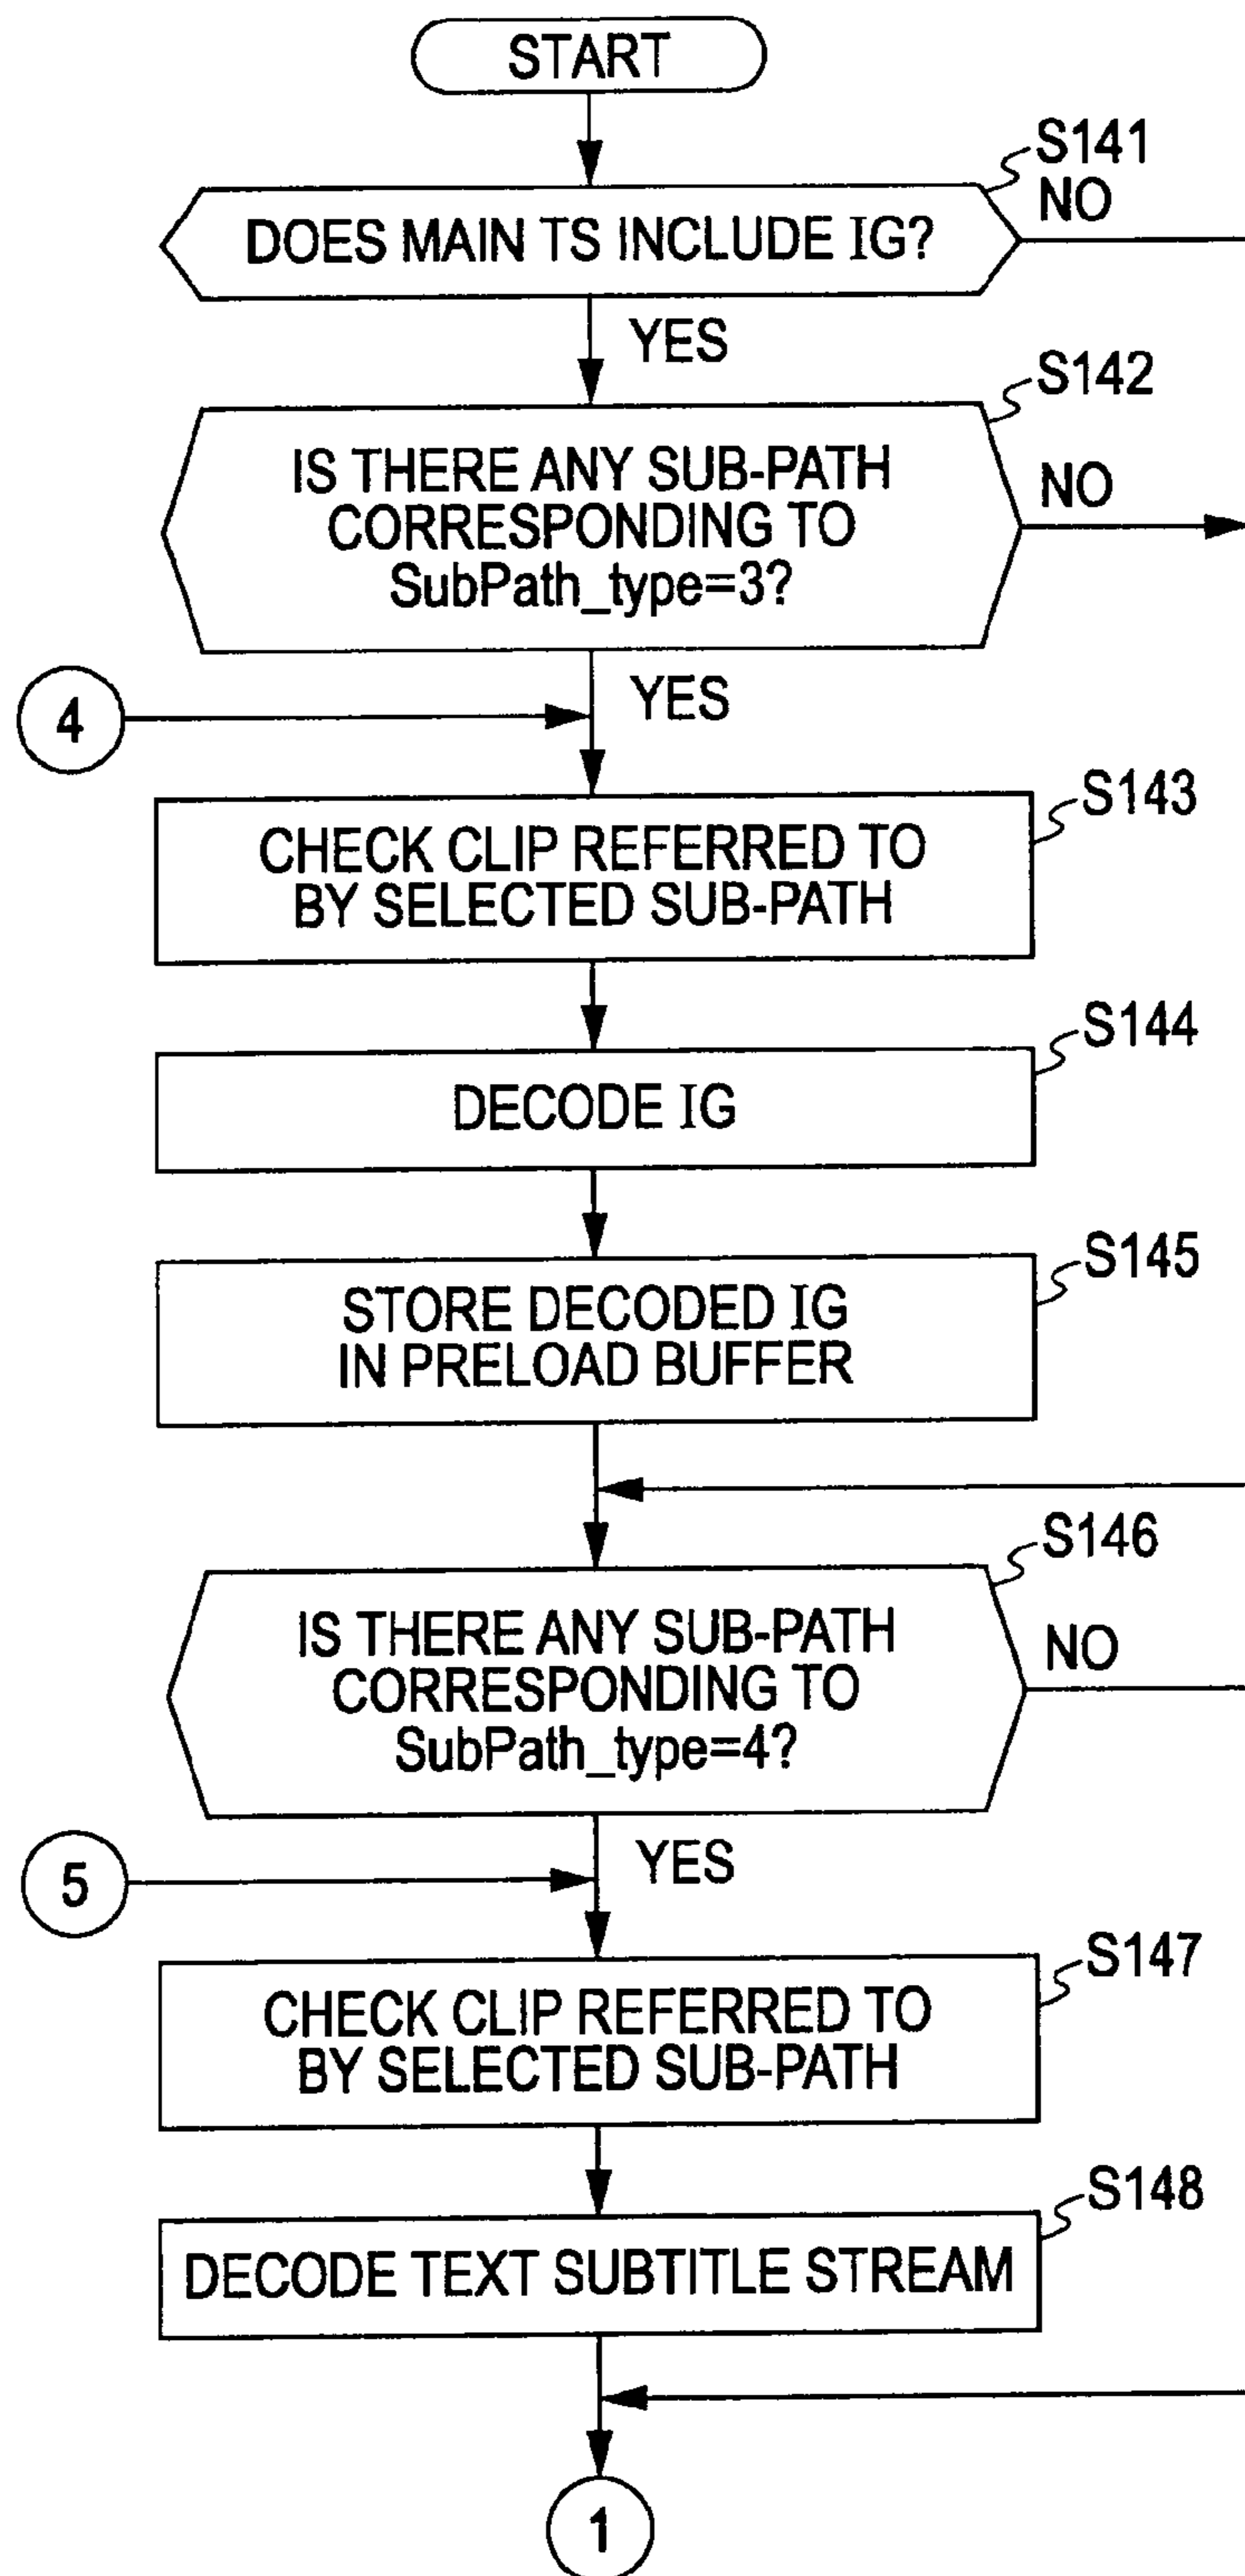 START
S141
DOES MAIN TS INCLUDE IG?
NO
YES
S142
IS THERE ANY SUB-PATH
CORRESPONDING TO
SubPath_type=3?
NO
YES
4
S143
CHECK CLIP REFERRED TO
BY SELECTED SUB-PATH
S144
DECODE IG
S145
STORE DECODED IG
IN PRELOAD BUFFER
S146
IS THERE ANY SUB-PATH
CORRESPONDING TO
SubPath_type=4?
NO
YES
5
S147
CHECK CLIP REFERRED TO
BY SELECTED SUB-PATH
S148
DECODE TEXT SUBTITLE STREAM
1